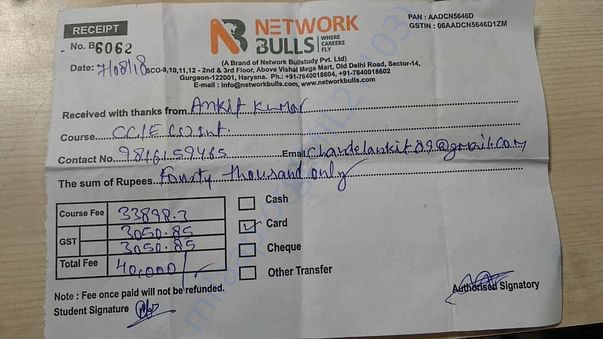 RECEIPT
No. B6062
Date: 7/08/18
NETWORK BULLS
WHERE CAREERS FLY
PAN : AADCN5646D
GSTIN : 06AADCN5646D1ZM
(A Brand of Network Bullsstudy Pvt. Ltd)
SCO-9,10,11,12 - 2nd & 3rd Floor, Above Vishal Mega Mart, Old Delhi Road, Sector-14,
Gurgaon-122001, Haryana. Ph.: +91-7840018604, +91-7840018602
E-mail : info@networkbulls.com, www.networkbulls.com
Received with thanks from Ankit Kumar
Course CCIE
Contact No. 9816159465 Email Chandelankit89@gmail.com
The sum of Rupees Fourty thousand only
Course Fee 33898.3
GST 3050.85
3050.85
Total Fee 40,000/-
Cash
Card
Cheque
Other Transfer
Note : Fee once paid will not be refunded.
Student Signature
Authorised Signatory